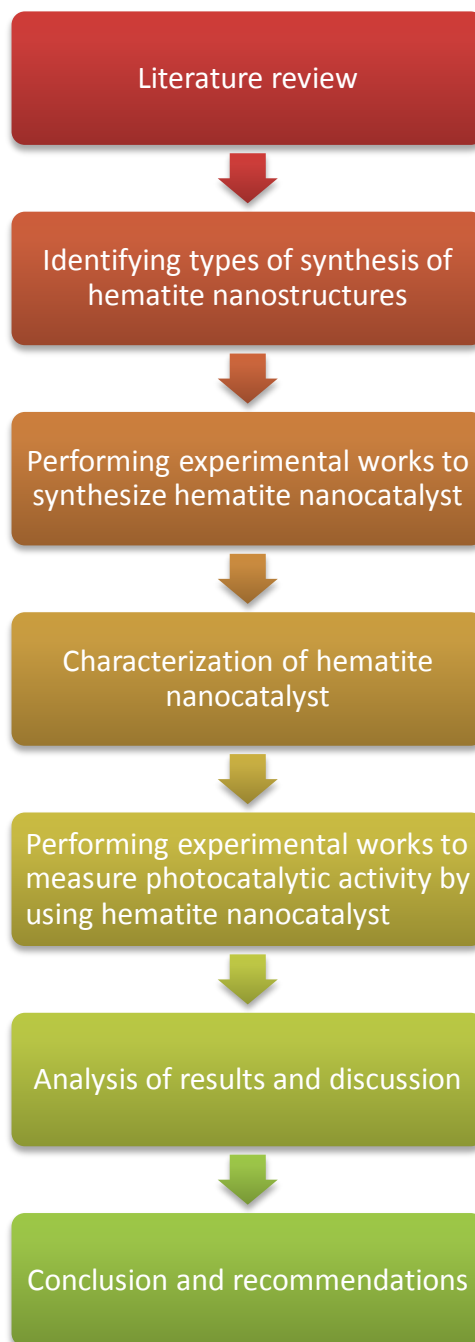 Literature review
Identifying types of synthesis of
hematite nanostructures
Performing experimental works to
synthesize hematite nanocatalyst
Characterization of hematite
nanocatalyst
Performing experimental works to
measure photocatalytic activity by
using hematite nanocatalyst
Analysis of results and discussion
Conclusion and recommendations